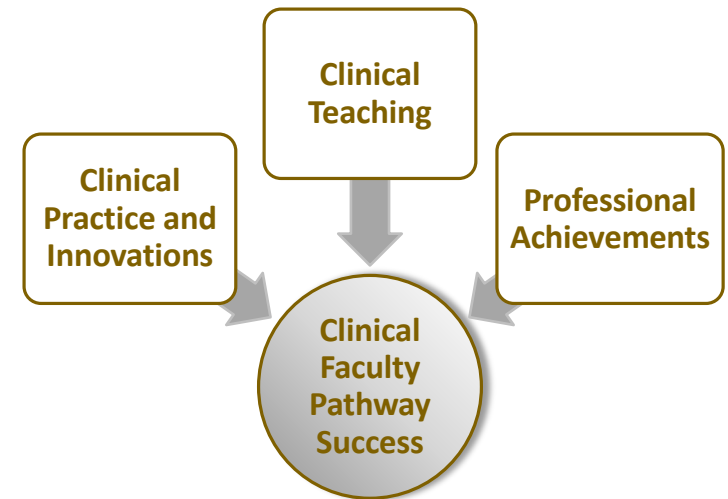 Clinical
Teaching
Clinical
Practice and
Innovations
Professional
Achievements
Clinical
Faculty
Pathway
Success